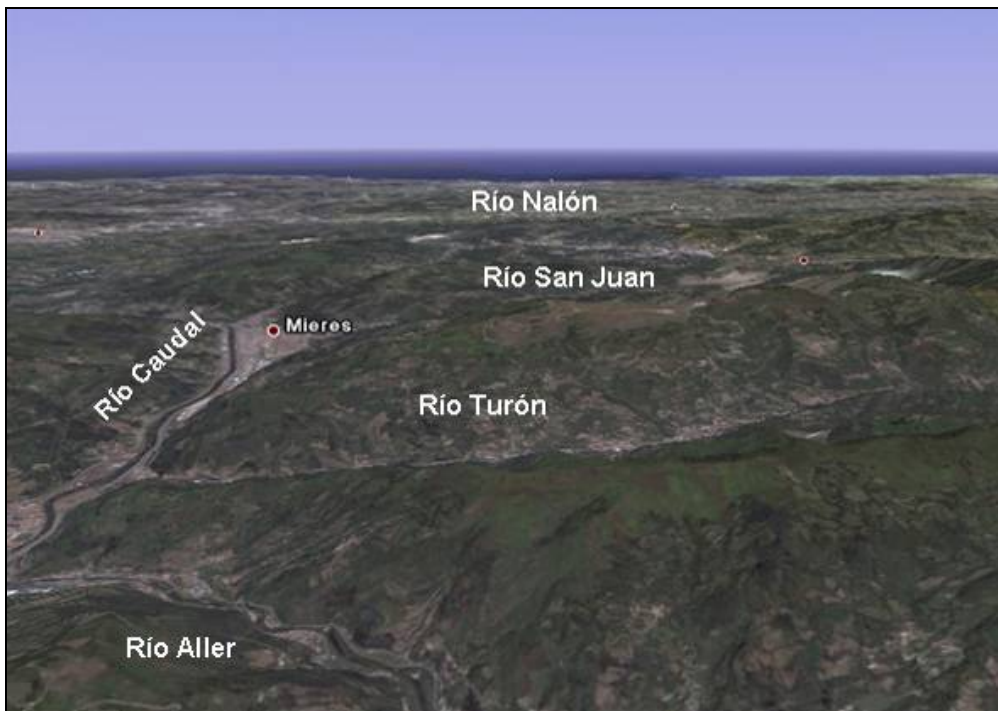 Río Nalón
Río San Juan
Mieres
Río Caudal
Río Turón
Río Aller